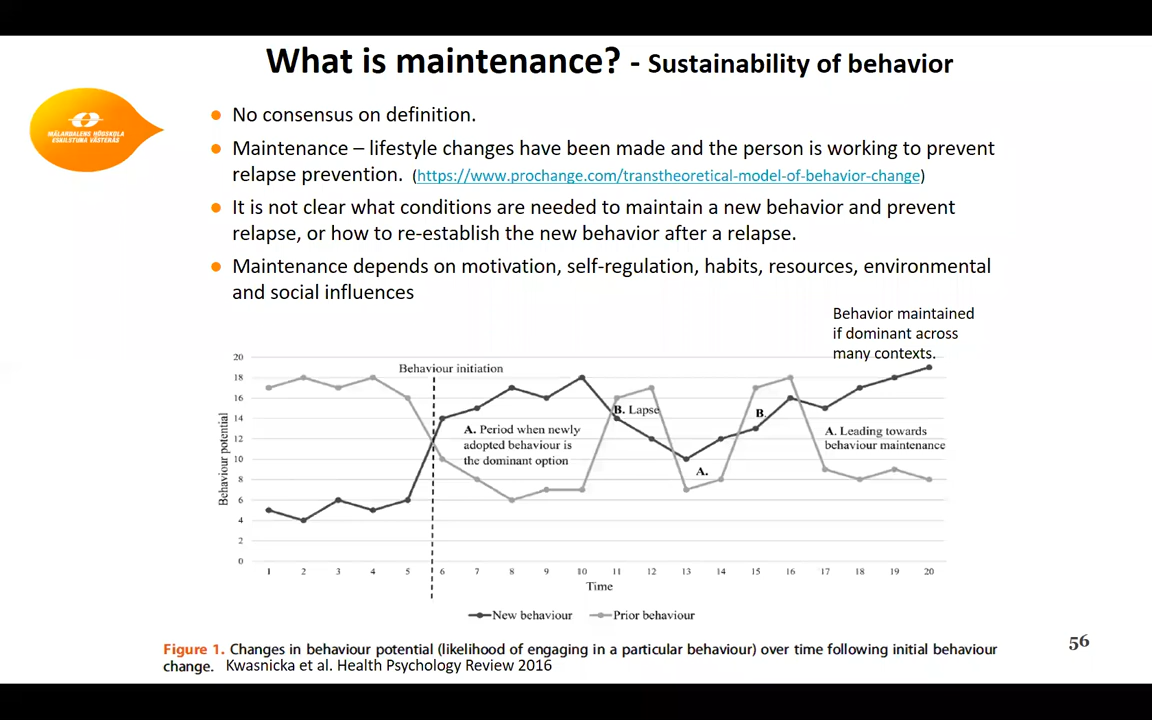 What is maintenance? - Sustainability of behavior
MÄLARDALENS HÖGSKOLA
ESKILSTUNA VÄSTERÅS
No consensus on definition.
Maintenance – lifestyle changes have been made and the person is working to prevent
relapse prevention. (https://www.prochange.com/transtheoretical-model-of-behavior-change)
It is not clear what conditions are needed to maintain a new behavior and prevent
relapse, or how to re-establish the new behavior after a relapse.
Maintenance depends on motivation, self-regulation, habits, resources, environmental
and social influences
Behavior maintained
if dominant across
many contexts.
Behaviour potential
20
18
16
14
12
10
8
6
4
2
0
Behaviour initiation
A. Period when newly
adopted behaviour is
the dominant option
B. Lapse
A.
B.
A. Leading towards
behaviour maintenance
1 2 3 4 5 6 7 8 9 10 11 12 13 14 15 16 17 18 19 20
Time
New behaviour Prior behaviour
Figure 1. Changes in behaviour potential (likelihood of engaging in a particular behaviour) over time following initial behaviour
change. Kwasnicka et al. Health Psychology Review 2016
56